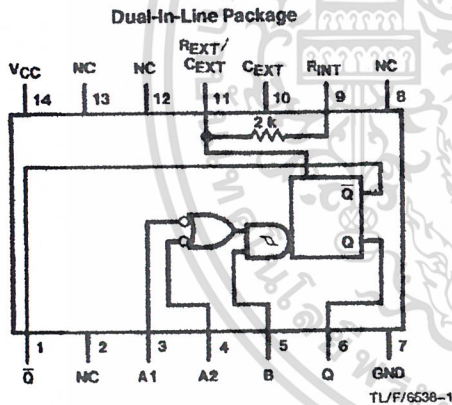 Dual-In-Line Package
VCC NC NC REXT/CEXT CEXT RINT NC
14 13 12 11 10 9 8
2 k
Q̅
Q
1 2 3 4 5 6 7
Q̅ NC A1 A2 B Q GND
TL/F/6538-1